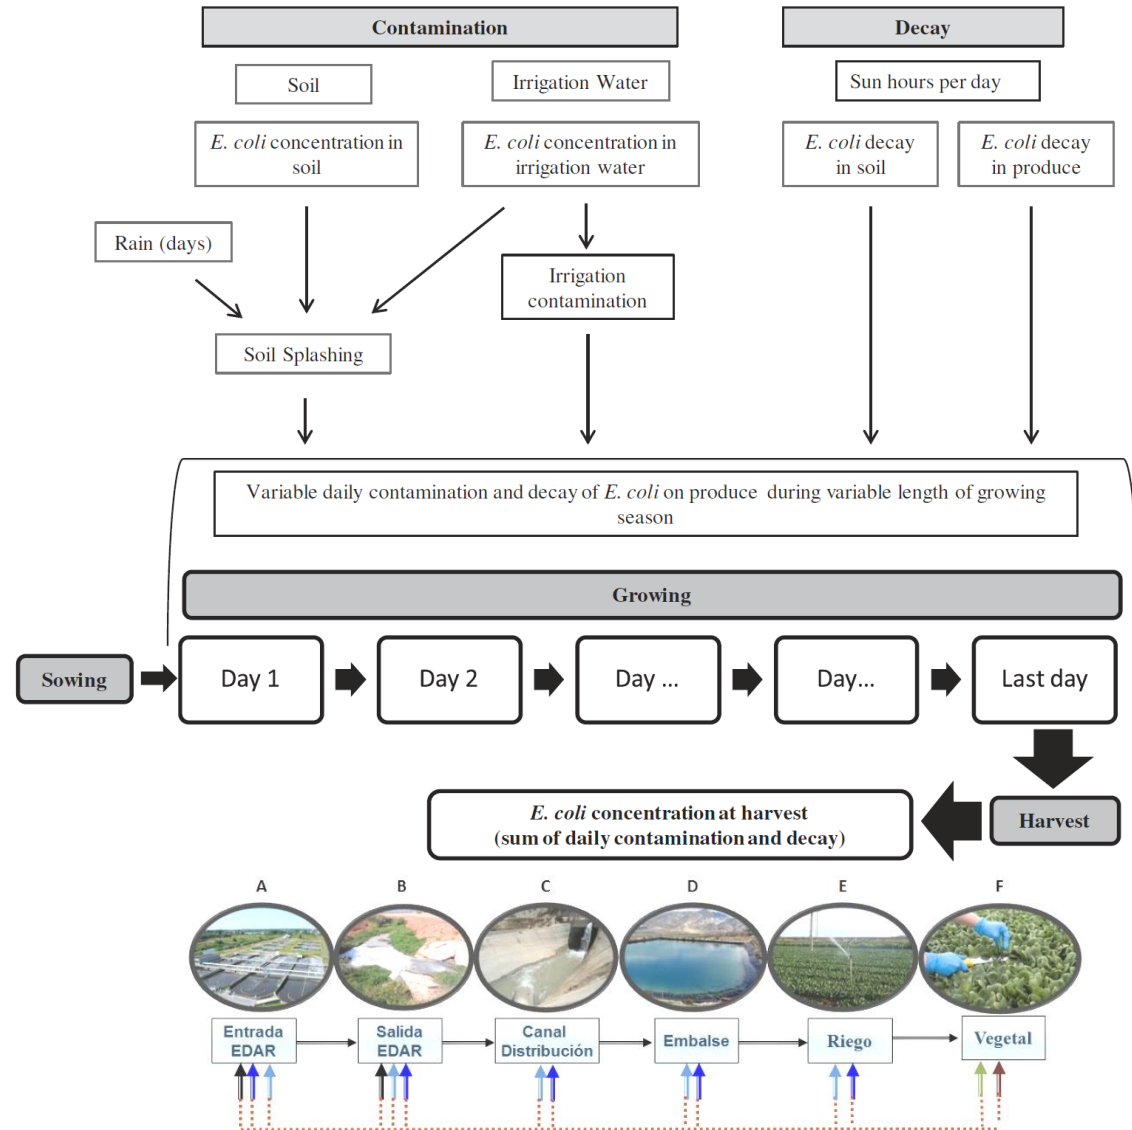 Contamination
Decay
Soil
Irrigation Water
Sun hours per day
E. coli concentration in
soil
E. coli concentration in
irrigation water
E. coli decay
in soil
E. coli decay
in produce
Rain (days)
Irrigation
contamination
Soil Splashing
Variable daily contamination and decay of E. coli on produce during variable length of growing
season
Growing
Sowing
Day 1
Day 2
Day ...
Day...
Last day
E. coli concentration at harvest
(sum of daily contamination and decay)
Harvest
A
B
C
D
E
F
Entrada
EDAR
Salida
EDAR
Canal
Distribución
Embalse
Riego
Vegetal